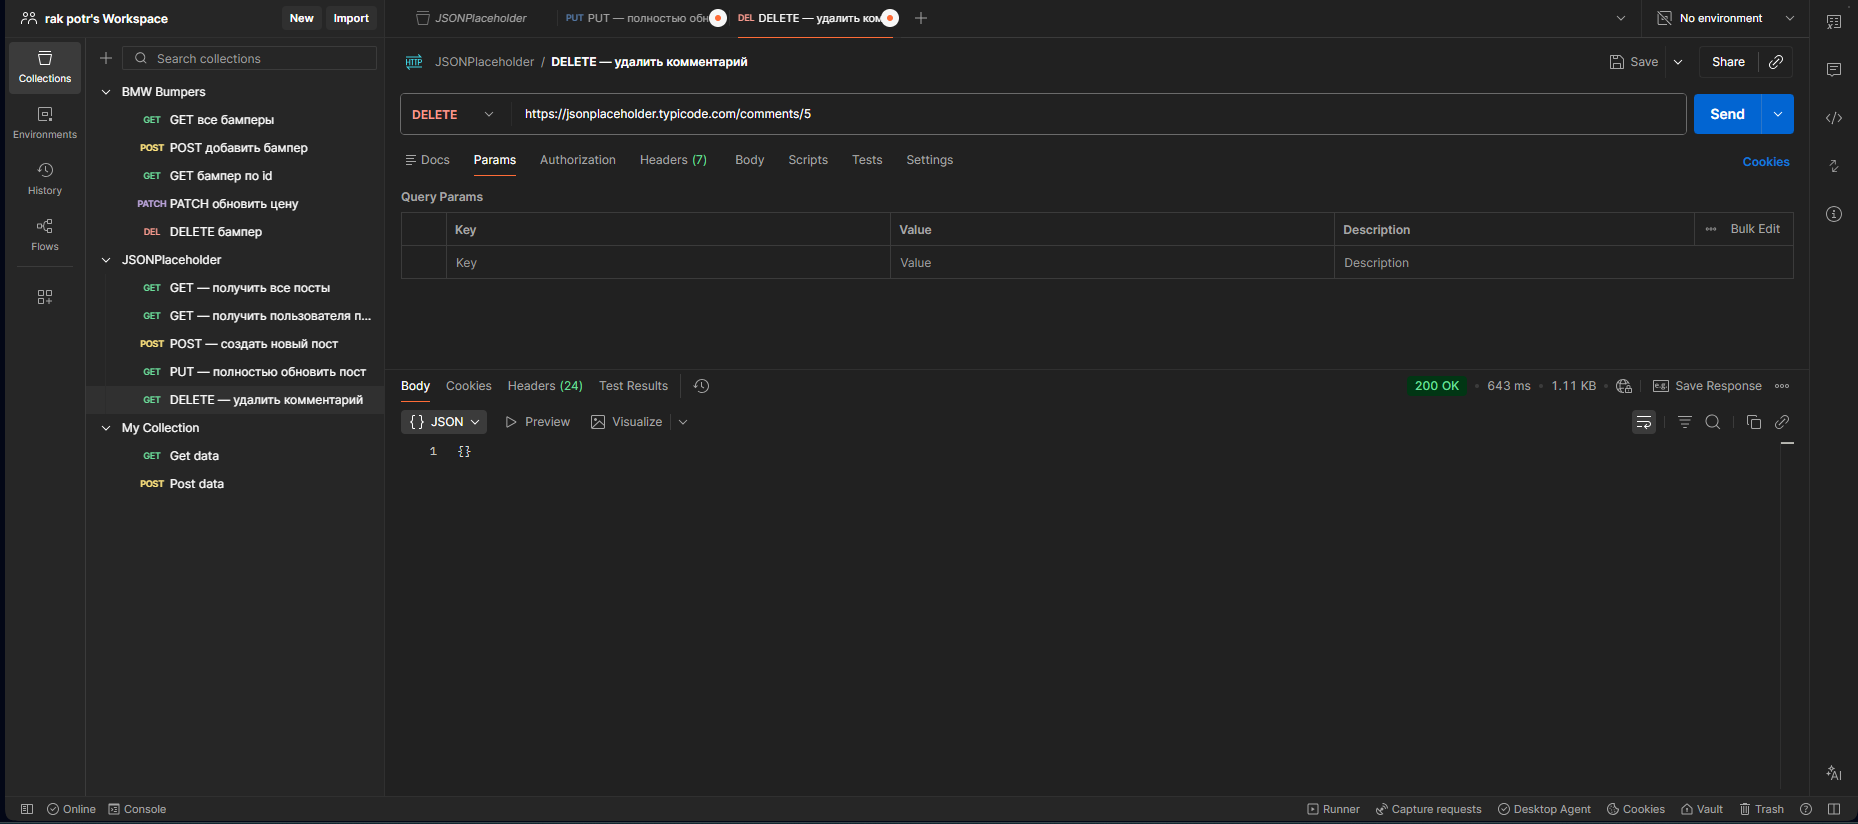 rak potr's Workspace
New
Import
JSONPlaceholder
PUT PUT — полностью обн
DEL DELETE — удалить ком
No environment
Collections
Environments
History
Flows
Search collections
BMW Bumpers
GET GET все бамперы
POST POST добавить бампер
GET GET бампер по id
PATCH PATCH обновить цену
DEL DELETE бампер
JSONPlaceholder
GET GET — получить все посты
GET GET — получить пользователя п...
POST POST — создать новый пост
GET PUT — полностью обновить пост
GET DELETE — удалить комментарий
My Collection
GET Get data
POST Post data
HTTP JSONPlaceholder / DELETE — удалить комментарий
Save
Share
DELETE https://jsonplaceholder.typicode.com/comments/5
Send
Docs Params Authorization Headers (7) Body Scripts Tests Settings
Cookies
Query Params
Key Value Description Bulk Edit
Key Value Description
Body Cookies Headers (24) Test Results
200 OK • 643 ms • 1.11 KB •
e.g. Save Response
{} JSON Preview Visualize
1 {}
AI
Online Console
Runner Capture requests Desktop Agent Cookies Vault Trash